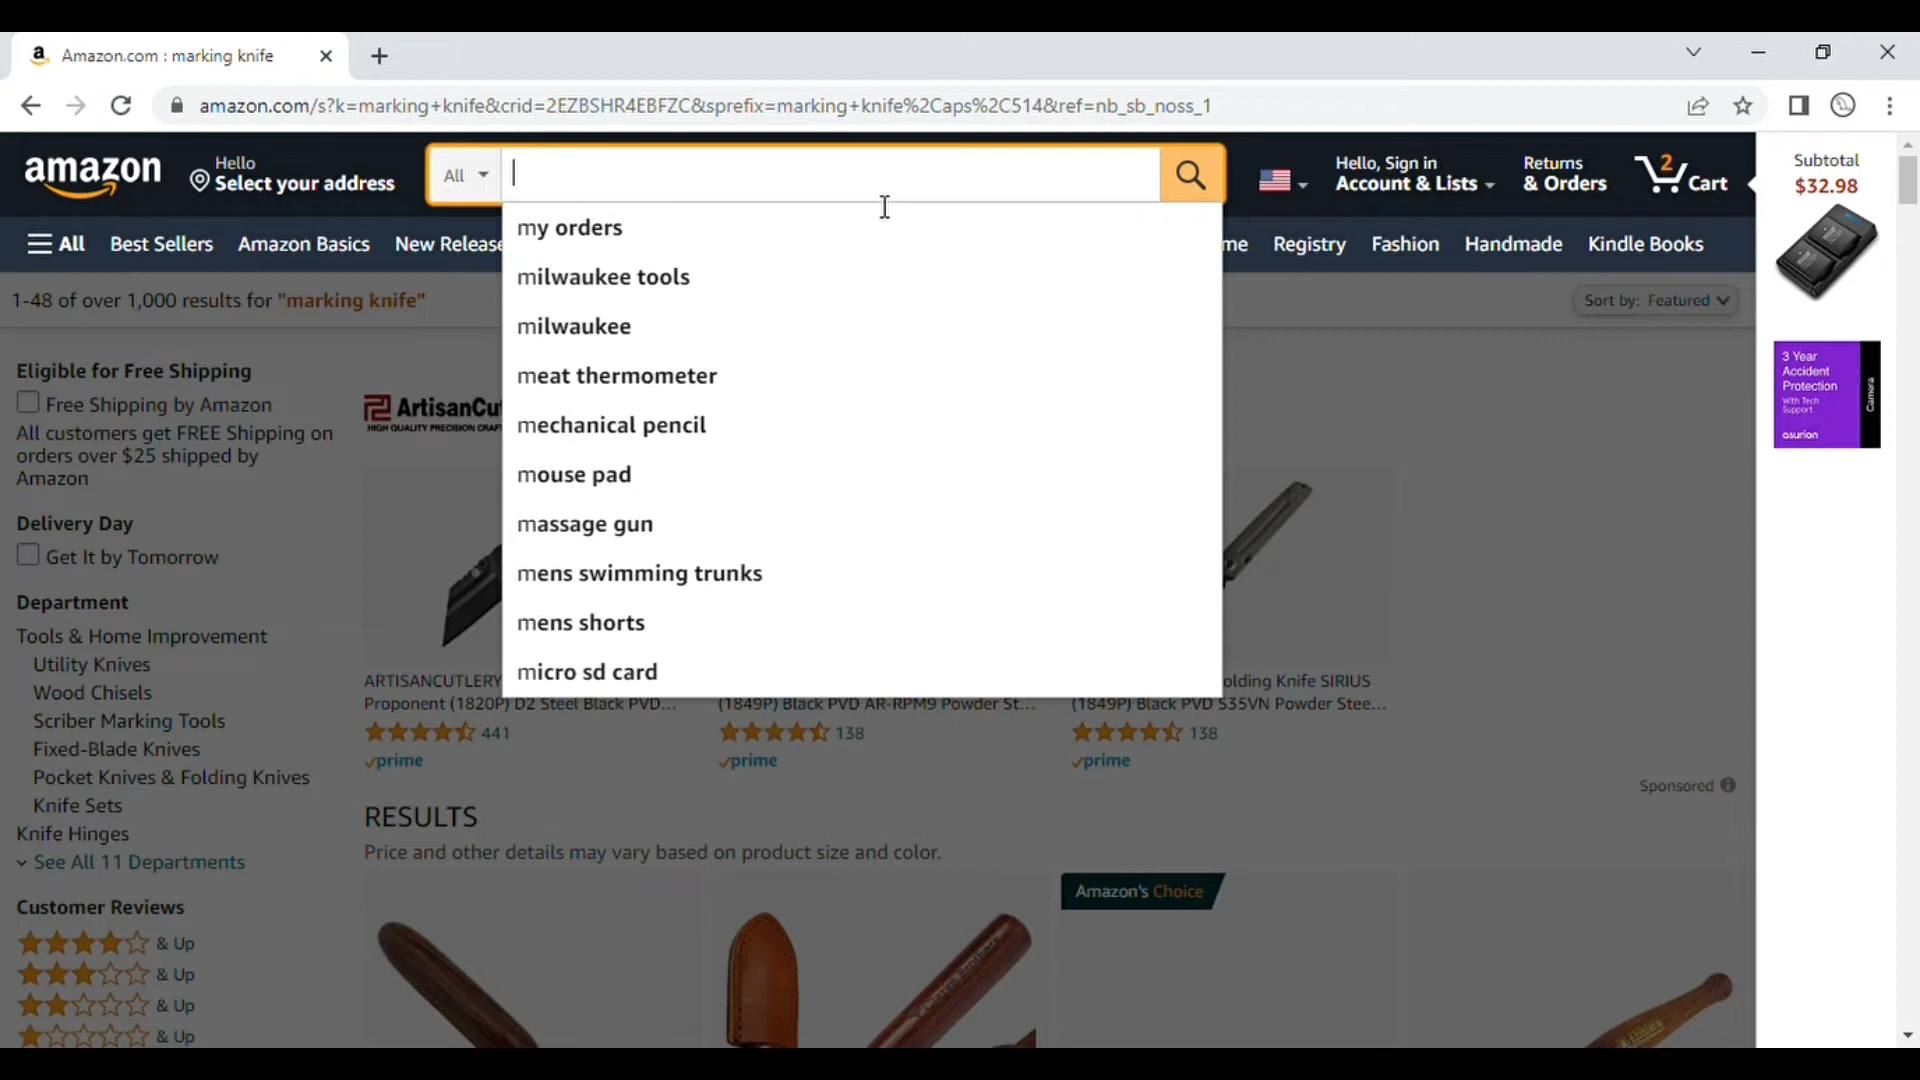 Amazon.com : marking knife
amazon.com/s?k=marking+knife&crid=2EZBSHR4EBFZC&sprefix=marking+knife%2Caps%2C514&ref=nb_sb_noss_1
amazon
Hello
Select your address
All
Hello, Sign in
Account & Lists
Returns
& Orders
2
Cart
Subtotal
$32.98
All
Best Sellers
Amazon Basics
New Release
me
Registry
Fashion
Handmade
Kindle Books
my orders
milwaukee tools
milwaukee
meat thermometer
mechanical pencil
mouse pad
massage gun
mens swimming trunks
mens shorts
micro sd card
1-48 of over 1,000 results for "marking knife"
Sort by: Featured
Eligible for Free Shipping
Free Shipping by Amazon
All customers get FREE Shipping on
orders over $25 shipped by
Amazon
Delivery Day
Get It by Tomorrow
Department
Tools & Home Improvement
Utility Knives
Wood Chisels
Scriber Marking Tools
Fixed-Blade Knives
Pocket Knives & Folding Knives
Knife Sets
Knife Hinges
See All 11 Departments
Customer Reviews
& Up
& Up
& Up
& Up
ArtisanCu
HIGH QUALITY PRECISION CRAF
3 Year
Accident
Protection
With Tech
Support
asurion
Camera
ARTISANCUTLERY
Proponent (1820P) D2 Steel Black PVD...
441
prime
(1849P) Black PVD AR-RPM9 Powder St...
138
prime
olding Knife SIRIUS
(1849P) Black PVD S35VN Powder Stee...
138
prime
Sponsored
RESULTS
Price and other details may vary based on product size and color.
Amazon's Choice